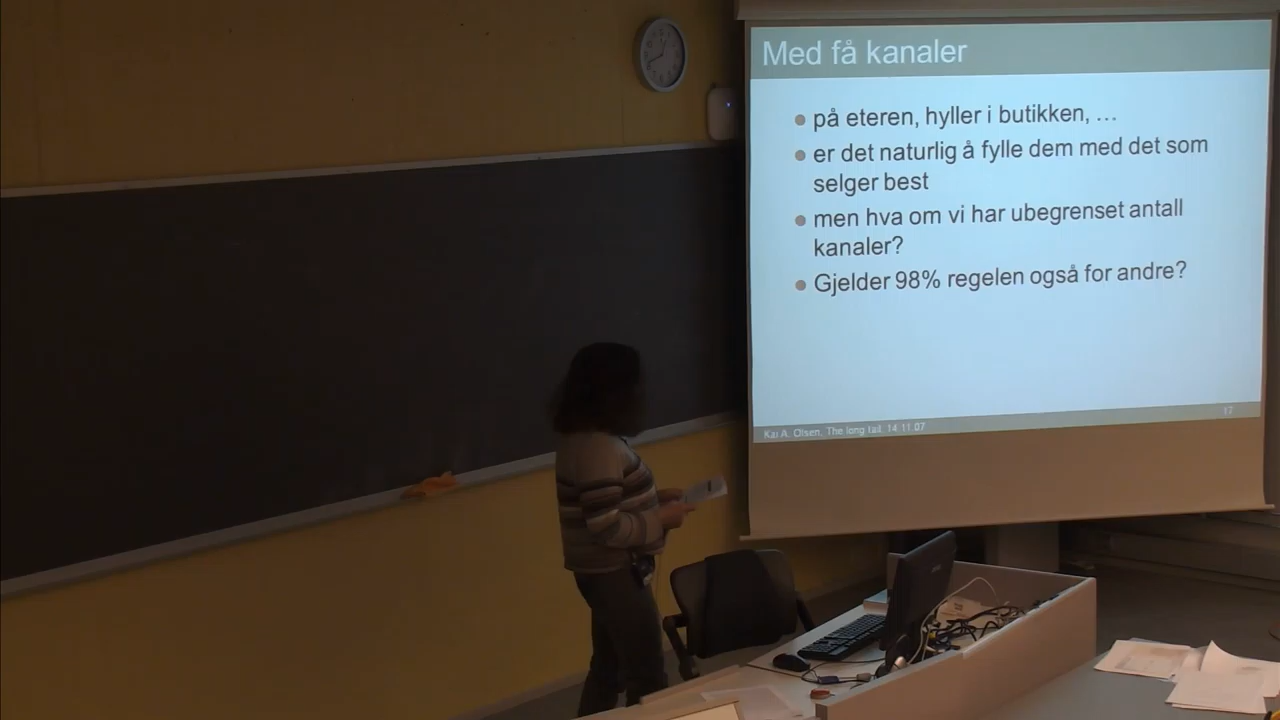 Med få kanaler
på eteren, hyller i butikken, ...
er det naturlig å fylle dem med det som
selger best
men hva om vi har ubegrenset antall
kanaler?
Gjelder 98% regelen også for andre?
Kai A. Olsen, The long tail, 14.11.07
17